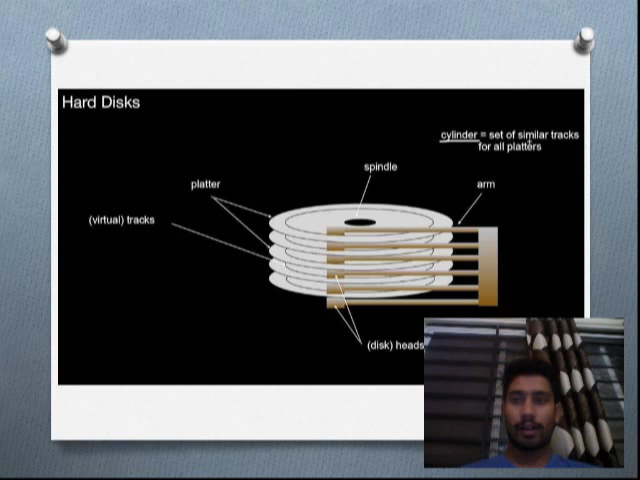 Hard Disks
cylinder = set of similar tracks
for all platters
spindle
platter
arm
(virtual) tracks
(disk) heads